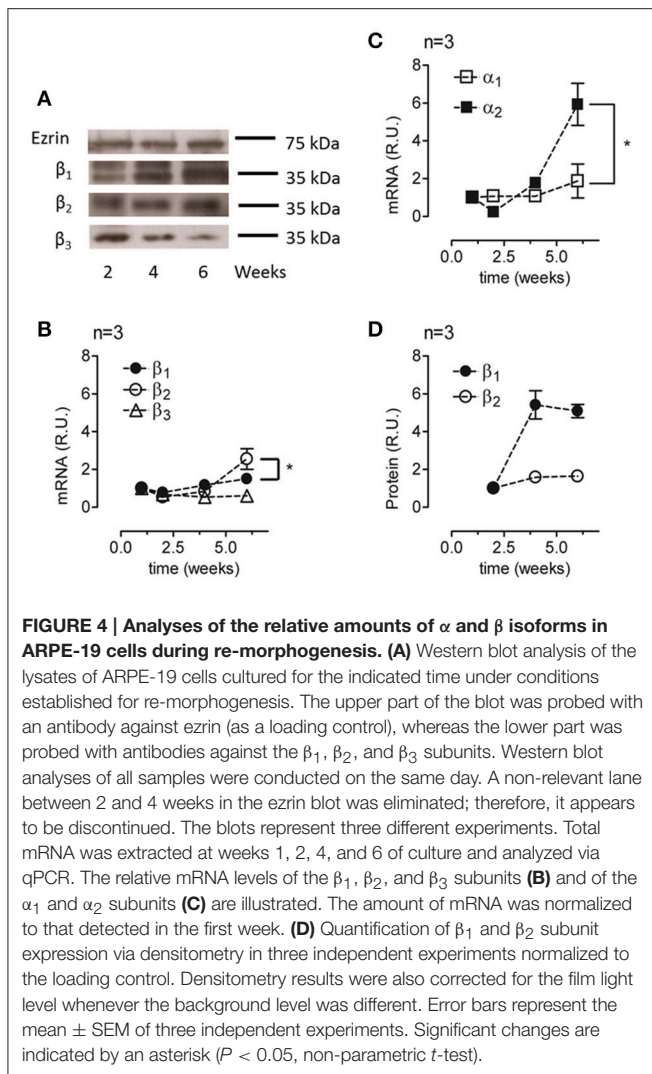 A
Ezrin
75 kDa
β1
35 kDa
β2
35 kDa
β3
35 kDa
2 4 6 Weeks
C
n=3
α1
α2
mRNA (R.U.)
8
6
4
2
0
*
0.0 2.5 5.0
time (weeks)
B
n=3
β1
β2
β3
mRNA (R.U.)
8
6
4
2
0
*
0.0 2.5 5.0
time (weeks)
D
n=3
β1
β2
Protein (R.U.)
8
6
4
2
0
0.0 2.5 5.0
time (weeks)
FIGURE 4 | Analyses of the relative amounts of α and β isoforms in
ARPE-19 cells during re-morphogenesis. (A) Western blot analysis of the
lysates of ARPE-19 cells cultured for the indicated time under conditions
established for re-morphogenesis. The upper part of the blot was probed with
an antibody against ezrin (as a loading control), whereas the lower part was
probed with antibodies against the β1, β2, and β3 subunits. Western blot
analyses of all samples were conducted on the same day. A non-relevant lane
between 2 and 4 weeks in the ezrin blot was eliminated; therefore, it appears
to be discontinued. The blots represent three different experiments. Total
mRNA was extracted at weeks 1, 2, 4, and 6 of culture and analyzed via
qPCR. The relative mRNA levels of the β1, β2, and β3 subunits (B) and of the
α1 and α2 subunits (C) are illustrated. The amount of mRNA was normalized
to that detected in the first week. (D) Quantification of β1 and β2 subunit
expression via densitometry in three independent experiments normalized to
the loading control. Densitometry results were also corrected for the film light
level whenever the background level was different. Error bars represent the
mean ± SEM of three independent experiments. Significant changes are
indicated by an asterisk (P < 0.05, non-parametric t-test).